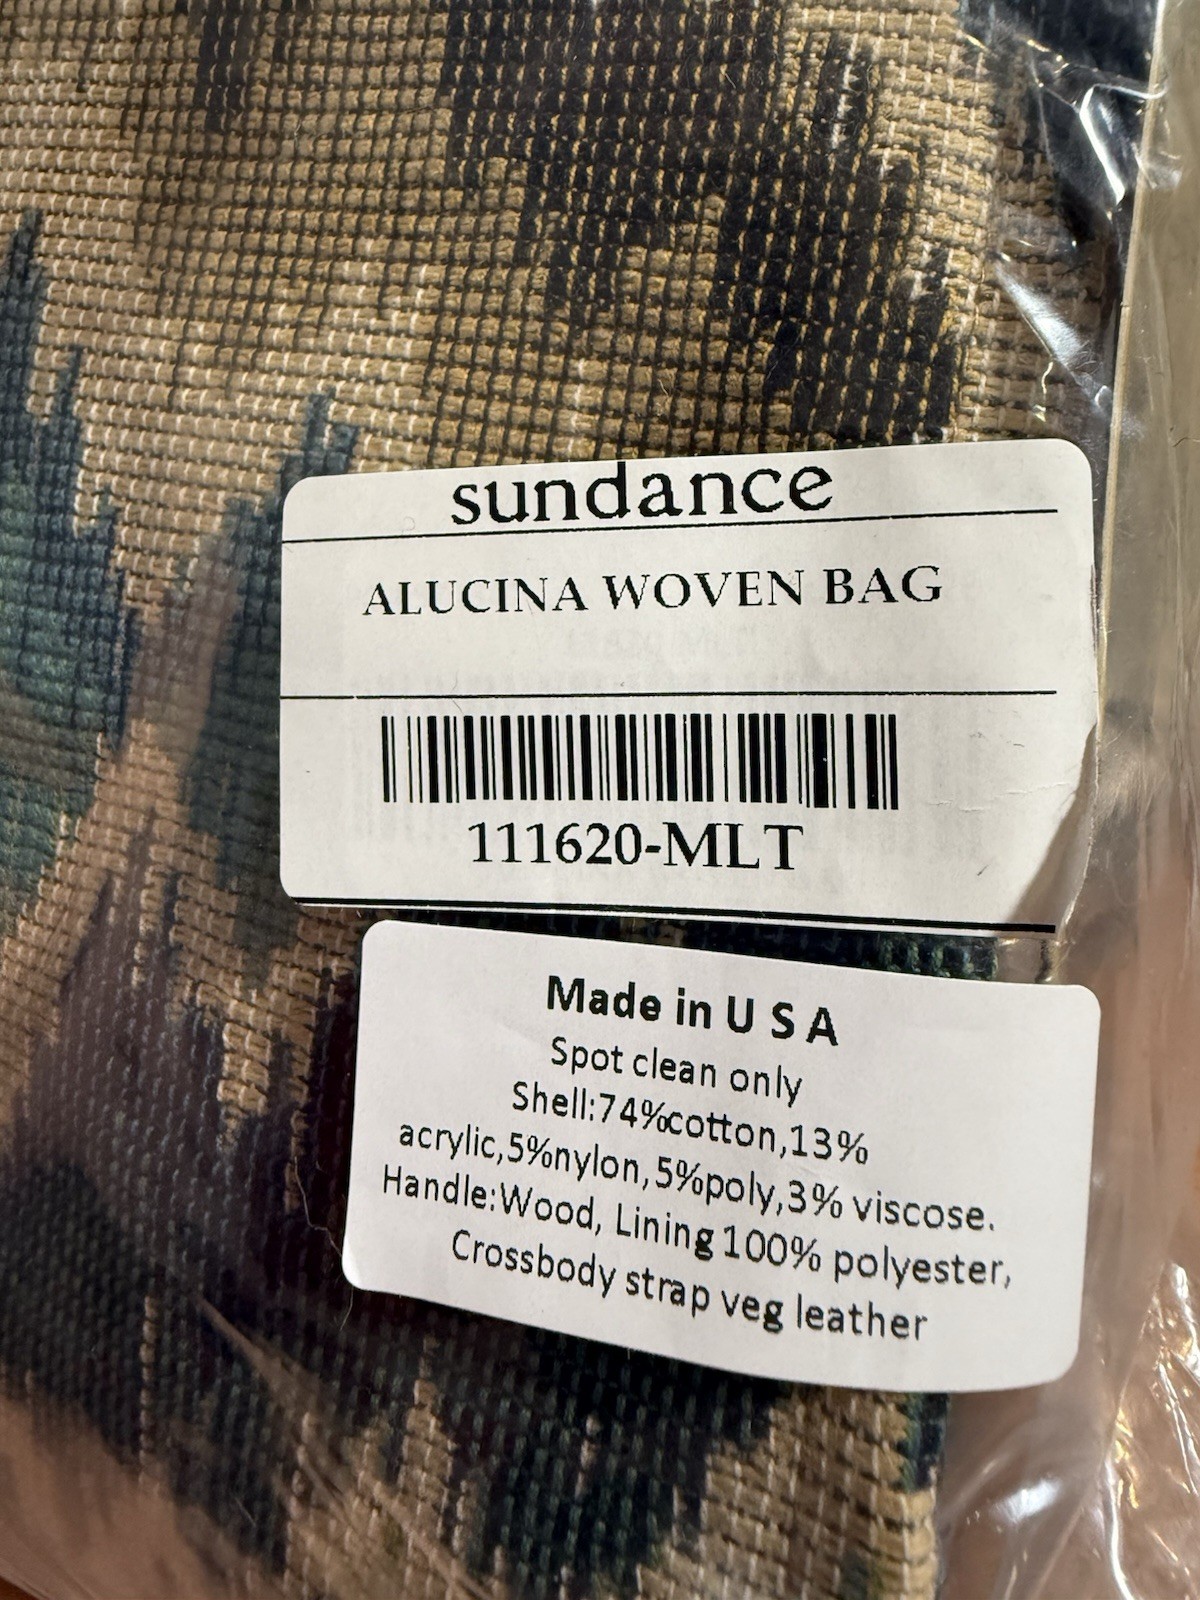 sundance
ALUCINA WOVEN BAG
111620-MLT
Made in U S A
Spot clean only
Shell:74%cotton,13%
acrylic,5%nylon,5%poly,3% viscose.
Handle:Wood, Lining 100% polyester,
Crossbody strap veg leather